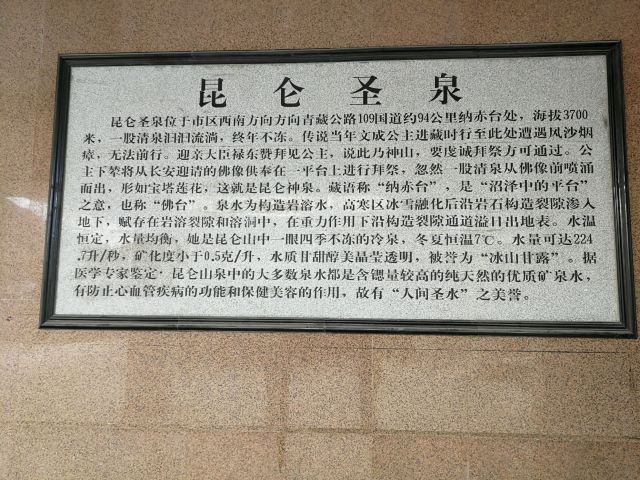 昆仑圣泉
昆仑圣泉位于市区西南方向方向青藏公路109国道约94公里纳赤台处，海拔3700
米，一股清泉汩汩流淌，终年不冻。传说当年文成公主进藏时行至此处遭遇风沙烟
瘴，无法前行。迎亲大臣禄东赞拜见公主，说此乃神山，要虔诚拜祭方可通过。公
主下辇将从长安迎请的佛像供奉在一平台上进行拜祭，忽然一股清泉从佛像前喷涌
而出，形如宝塔莲花，这就是昆仑神泉。藏语称“纳赤台”，是“沼泽中的平台”
之意，也称“佛台”。泉水为构造岩溶水，高寒区冰雪融化后沿岩石构造裂隙渗入
地下，赋存在岩溶裂隙和溶洞中，在重力作用下沿构造裂隙通道溢口出地表。水温
恒定，水量均衡，她是昆仑山中一眼四季不冻的冷泉，冬夏恒温7℃。水量可达224
.7升/秒，矿化度小于0.5克/升，水质甘甜醇美晶莹透明，被誉为“冰山甘露”。据
医学专家鉴定·昆仑山泉中的大多数泉水都是含锶量较高的纯天然的优质矿泉水，
有防止心血管疾病的功能和保健美容的作用，故有“人间圣水”之美誉。